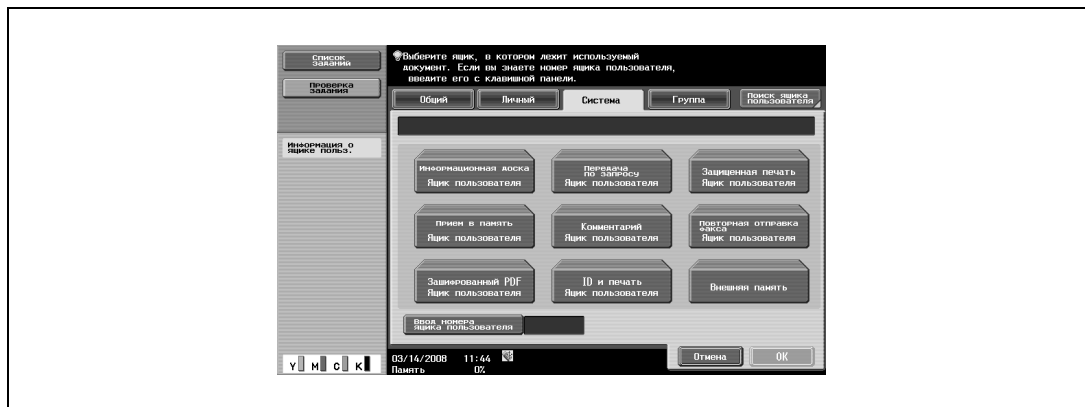 Список
заданий
Проверка
задания
Информация о
ящике польз.
Выберите ящик, в котором лежит используемый
документ. Если вы знаете номер ящика пользователя,
введите его с клавишной панели.
Общий
Личный
Система
Группа
Поиск ящика
пользователя
Информационная доска
Ящик пользователя
Передача
по запросу
Ящик пользователя
Защищенная печать
Ящик пользователя
Прием в память
Ящик пользователя
Комментарий
Ящик пользователя
Повторная отправка
факса
Ящик пользователя
Зашифрованный PDF
Ящик пользователя
ID и печать
Ящик пользователя
Внешняя память
Ввод номера
ящика пользователя
Отмена
OK
Y M C K
03/14/2008 11:44
Память 0%